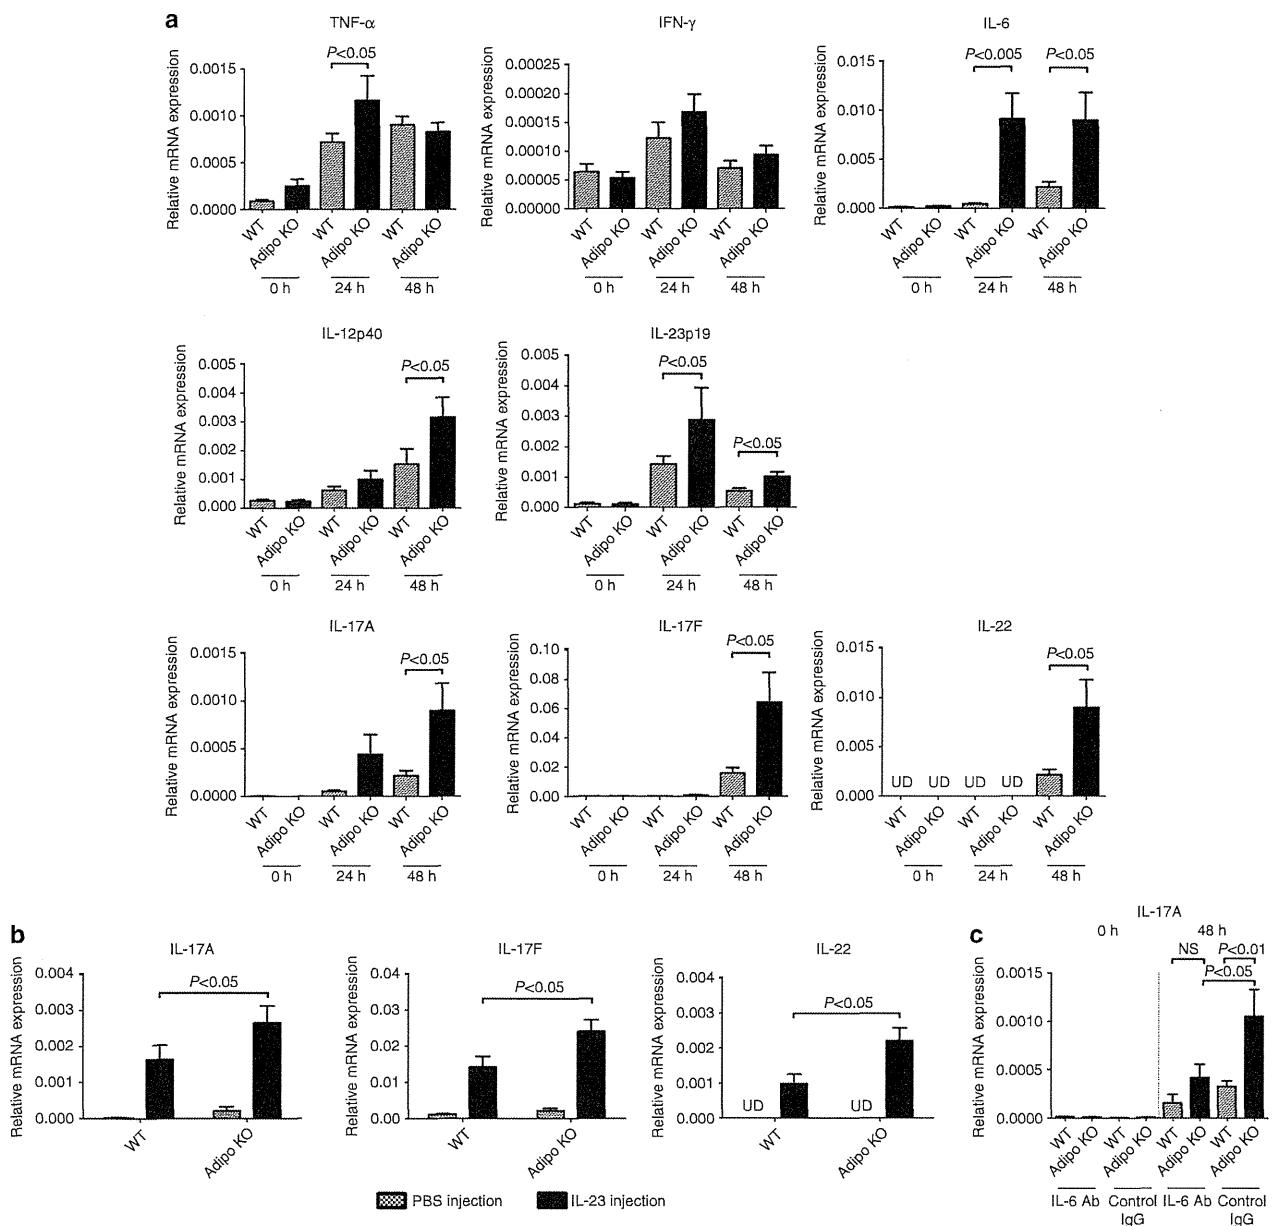 a
TNF-α
Relative mRNA expression
0.0015
0.0010
0.0005
0.0000
P<0.05
WT
Adipo KO
WT
Adipo KO
WT
Adipo KO
0 h
24 h
48 h
IFN-γ
Relative mRNA expression
0.00025
0.00020
0.00015
0.00010
0.00005
0.00000
WT
Adipo KO
WT
Adipo KO
WT
Adipo KO
0 h
24 h
48 h
IL-6
Relative mRNA expression
0.015
0.010
0.005
0.000
P<0.005
P<0.05
WT
Adipo KO
WT
Adipo KO
WT
Adipo KO
0 h
24 h
48 h
IL-12p40
Relative mRNA expression
0.005
0.004
0.003
0.002
0.001
0.000
P<0.05
WT
Adipo KO
WT
Adipo KO
WT
Adipo KO
0 h
24 h
48 h
IL-23p19
Relative mRNA expression
0.005
0.004
0.003
0.002
0.001
0.000
P<0.05
P<0.05
WT
Adipo KO
WT
Adipo KO
WT
Adipo KO
0 h
24 h
48 h
IL-17A
Relative mRNA expression
0.0015
0.0010
0.0005
0.0000
P<0.05
WT
Adipo KO
WT
Adipo KO
WT
Adipo KO
0 h
24 h
48 h
IL-17F
Relative mRNA expression
0.10
0.08
0.06
0.04
0.02
0.00
P<0.05
WT
Adipo KO
WT
Adipo KO
WT
Adipo KO
0 h
24 h
48 h
IL-22
Relative mRNA expression
0.015
0.010
0.005
0.000
P<0.05
UD UD UD UD
WT
Adipo KO
WT
Adipo KO
WT
Adipo KO
0 h
24 h
48 h
b
IL-17A
Relative mRNA expression
0.004
0.003
0.002
0.001
0.000
P<0.05
WT
Adipo KO
IL-17F
Relative mRNA expression
0.04
0.03
0.02
0.01
0.00
P<0.05
WT
Adipo KO
IL-22
Relative mRNA expression
0.004
0.003
0.002
0.001
0.000
P<0.05
UD UD
WT
Adipo KO
PBS injection
IL-23 injection
c
IL-17A
0 h 48 h
Relative mRNA expression
0.0015
0.0010
0.0005
0.0000
NS P<0.01
P<0.05
WT
Adipo KO
WT
Adipo KO
WT
Adipo KO
WT
Adipo KO
IL-6 Ab Control IL-6 Ab Control
IgG IgG